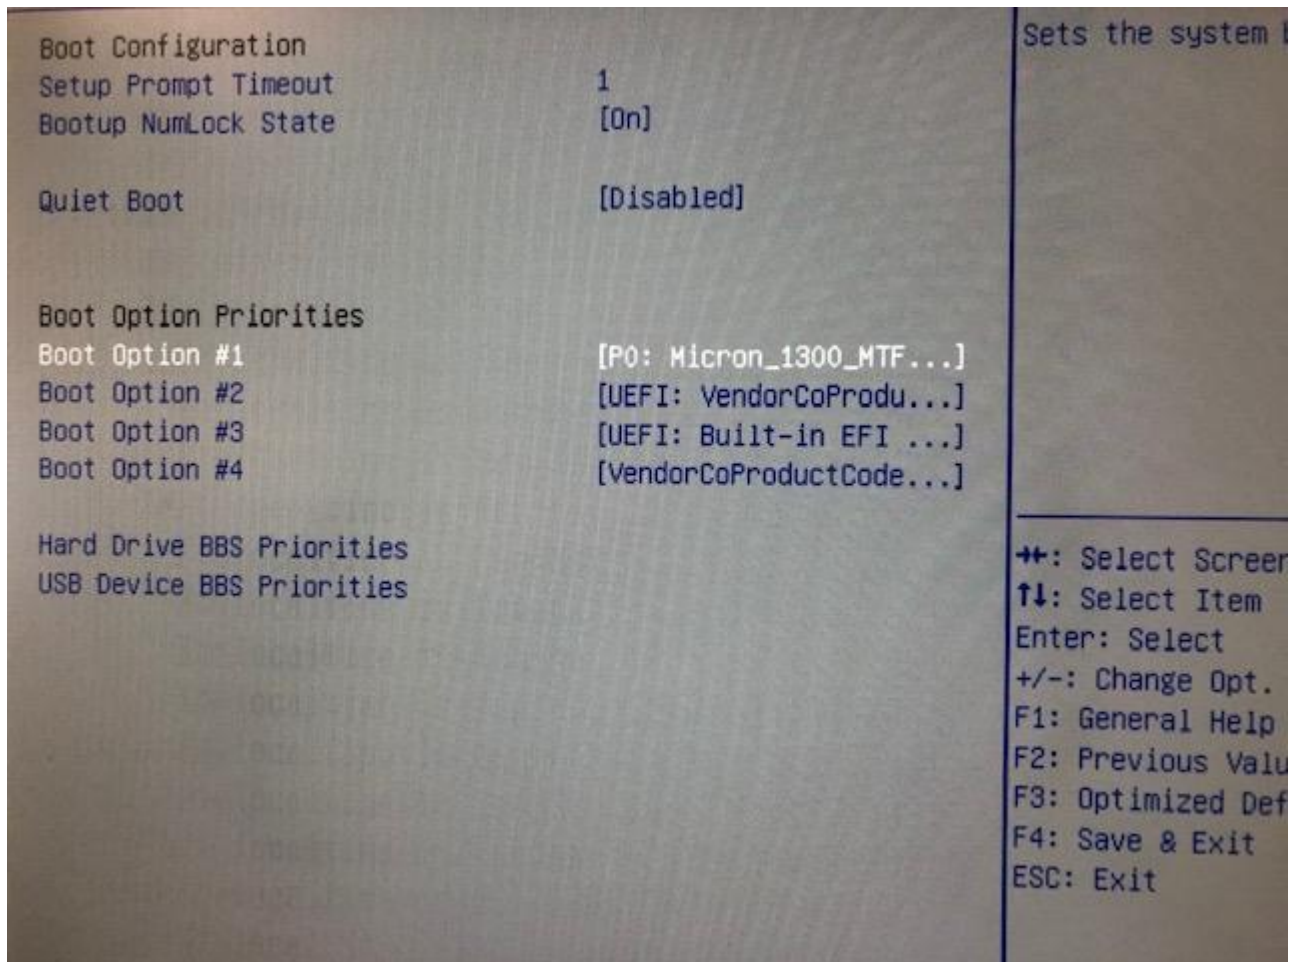 Boot Configuration
Setup Prompt Timeout 1
Bootup NumLock State [On]
Quiet Boot [Disabled]
Boot Option Priorities
Boot Option #1 [P0: Micron_1300_MTF...]
Boot Option #2 [UEFI: VendorCoProdu...]
Boot Option #3 [UEFI: Built-in EFI ...]
Boot Option #4 [VendorCoProductCode...]
Hard Drive BBS Priorities
USB Device BBS Priorities
Sets the system
→←: Select Screen
↑↓: Select Item
Enter: Select
+/-: Change Opt.
F1: General Help
F2: Previous Valu
F3: Optimized Def
F4: Save & Exit
ESC: Exit